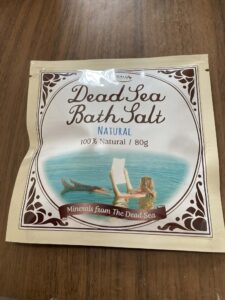 Dead Sea
Bath Salt
NATURAL
100% Natural / 80g
Minerals from The Dead Sea